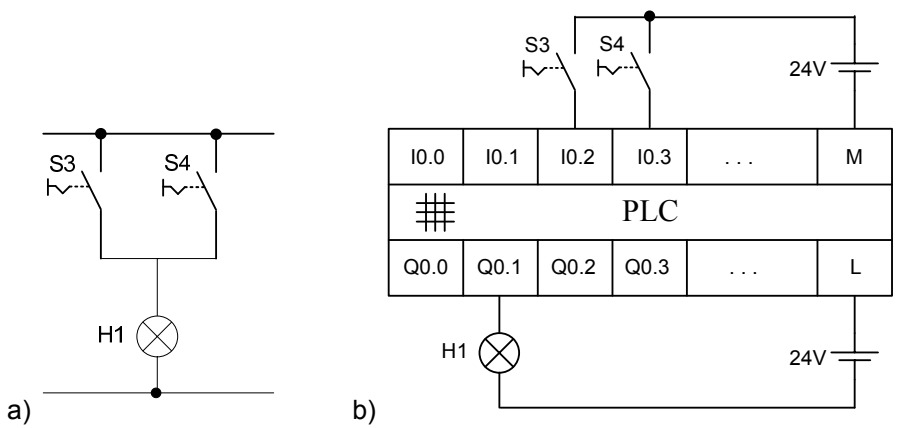 S3 S4
H1
a)
S3 S4
24V
I0.0 I0.1 I0.2 I0.3 . . . M
PLC
Q0.0 Q0.1 Q0.2 Q0.3 . . . L
H1
24V
b)